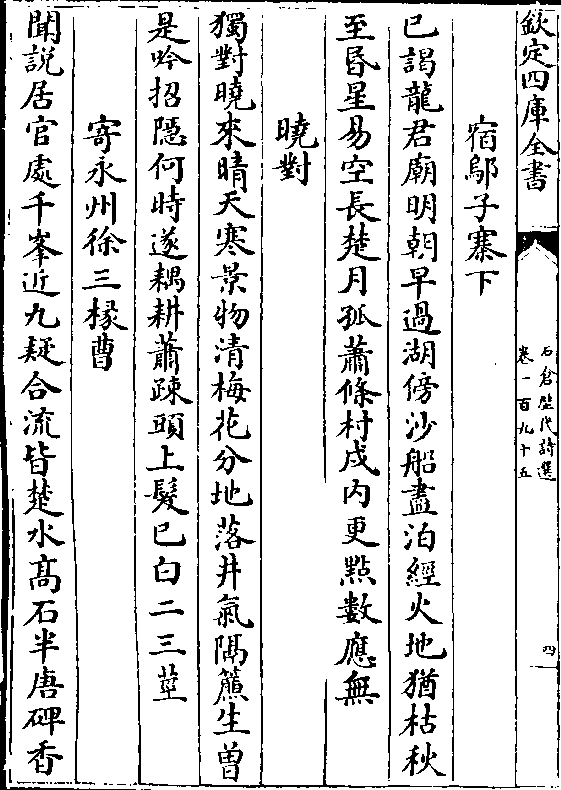 欽定四庫全書
石倉歷代詩選
卷一百九十五
四
宿鄔子寨下
已謁龍君廟明朝早過湖傍沙船盡泊經火地猶枯秋
至昏星易空長楚月孤蕭條村戍内更點數應無
曉對
獨對曉來晴天寒景物清梅花分地落井氣隔簾生曽
是吟招隠何時遂耦耕蕭疎頭上髮已白二三莖
寄永州徐三掾曹
聞説居官處千峯近九疑合流皆楚水髙石半唐碑香